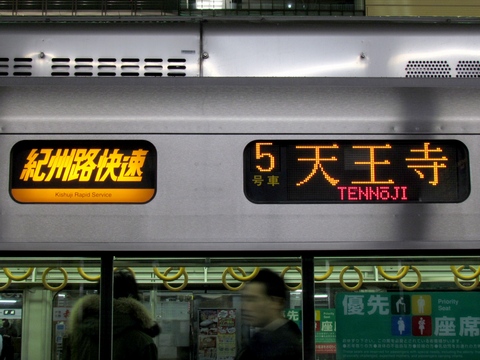 紀州路快速
Kishuji Rapid Service
5号車 天王寺
TENNōJI
優先座席
Priority Seat